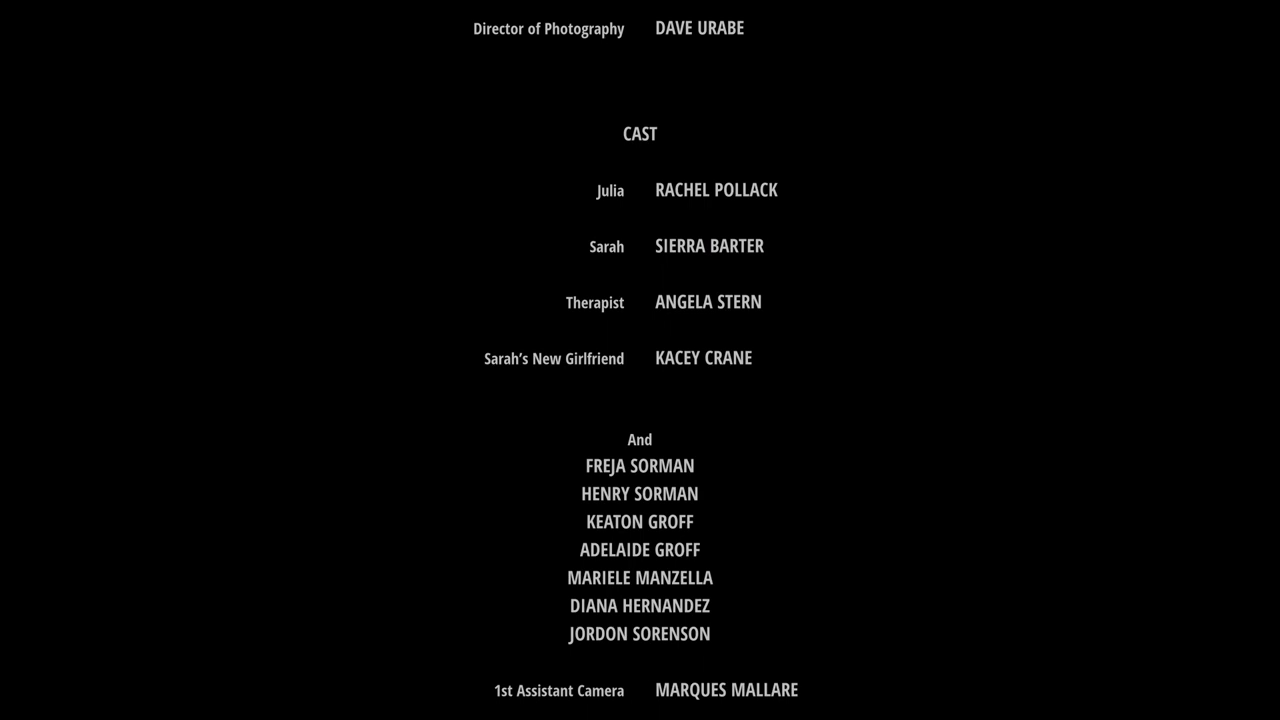 Director of Photography DAVE URABE
CAST
Julia RACHEL POLLACK
Sarah SIERRA BARTER
Therapist ANGELA STERN
Sarah’s New Girlfriend KACEY CRANE
And
FREJA SORMAN
HENRY SORMAN
KEATON GROFF
ADELAIDE GROFF
MARIELE MANZELLA
DIANA HERNANDEZ
JORDON SORENSON
1st Assistant Camera MARQUES MALLARE